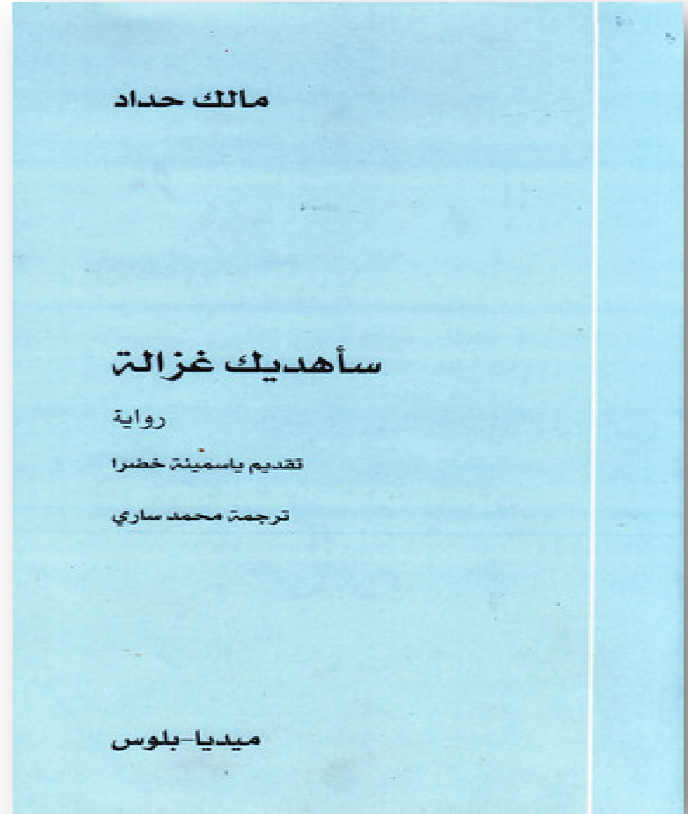 مالك حداد
سأهديك غزالة
رواية
تقديم ياسمينة خضرا
ترجمة محمد ساري
ميديا-بلوس